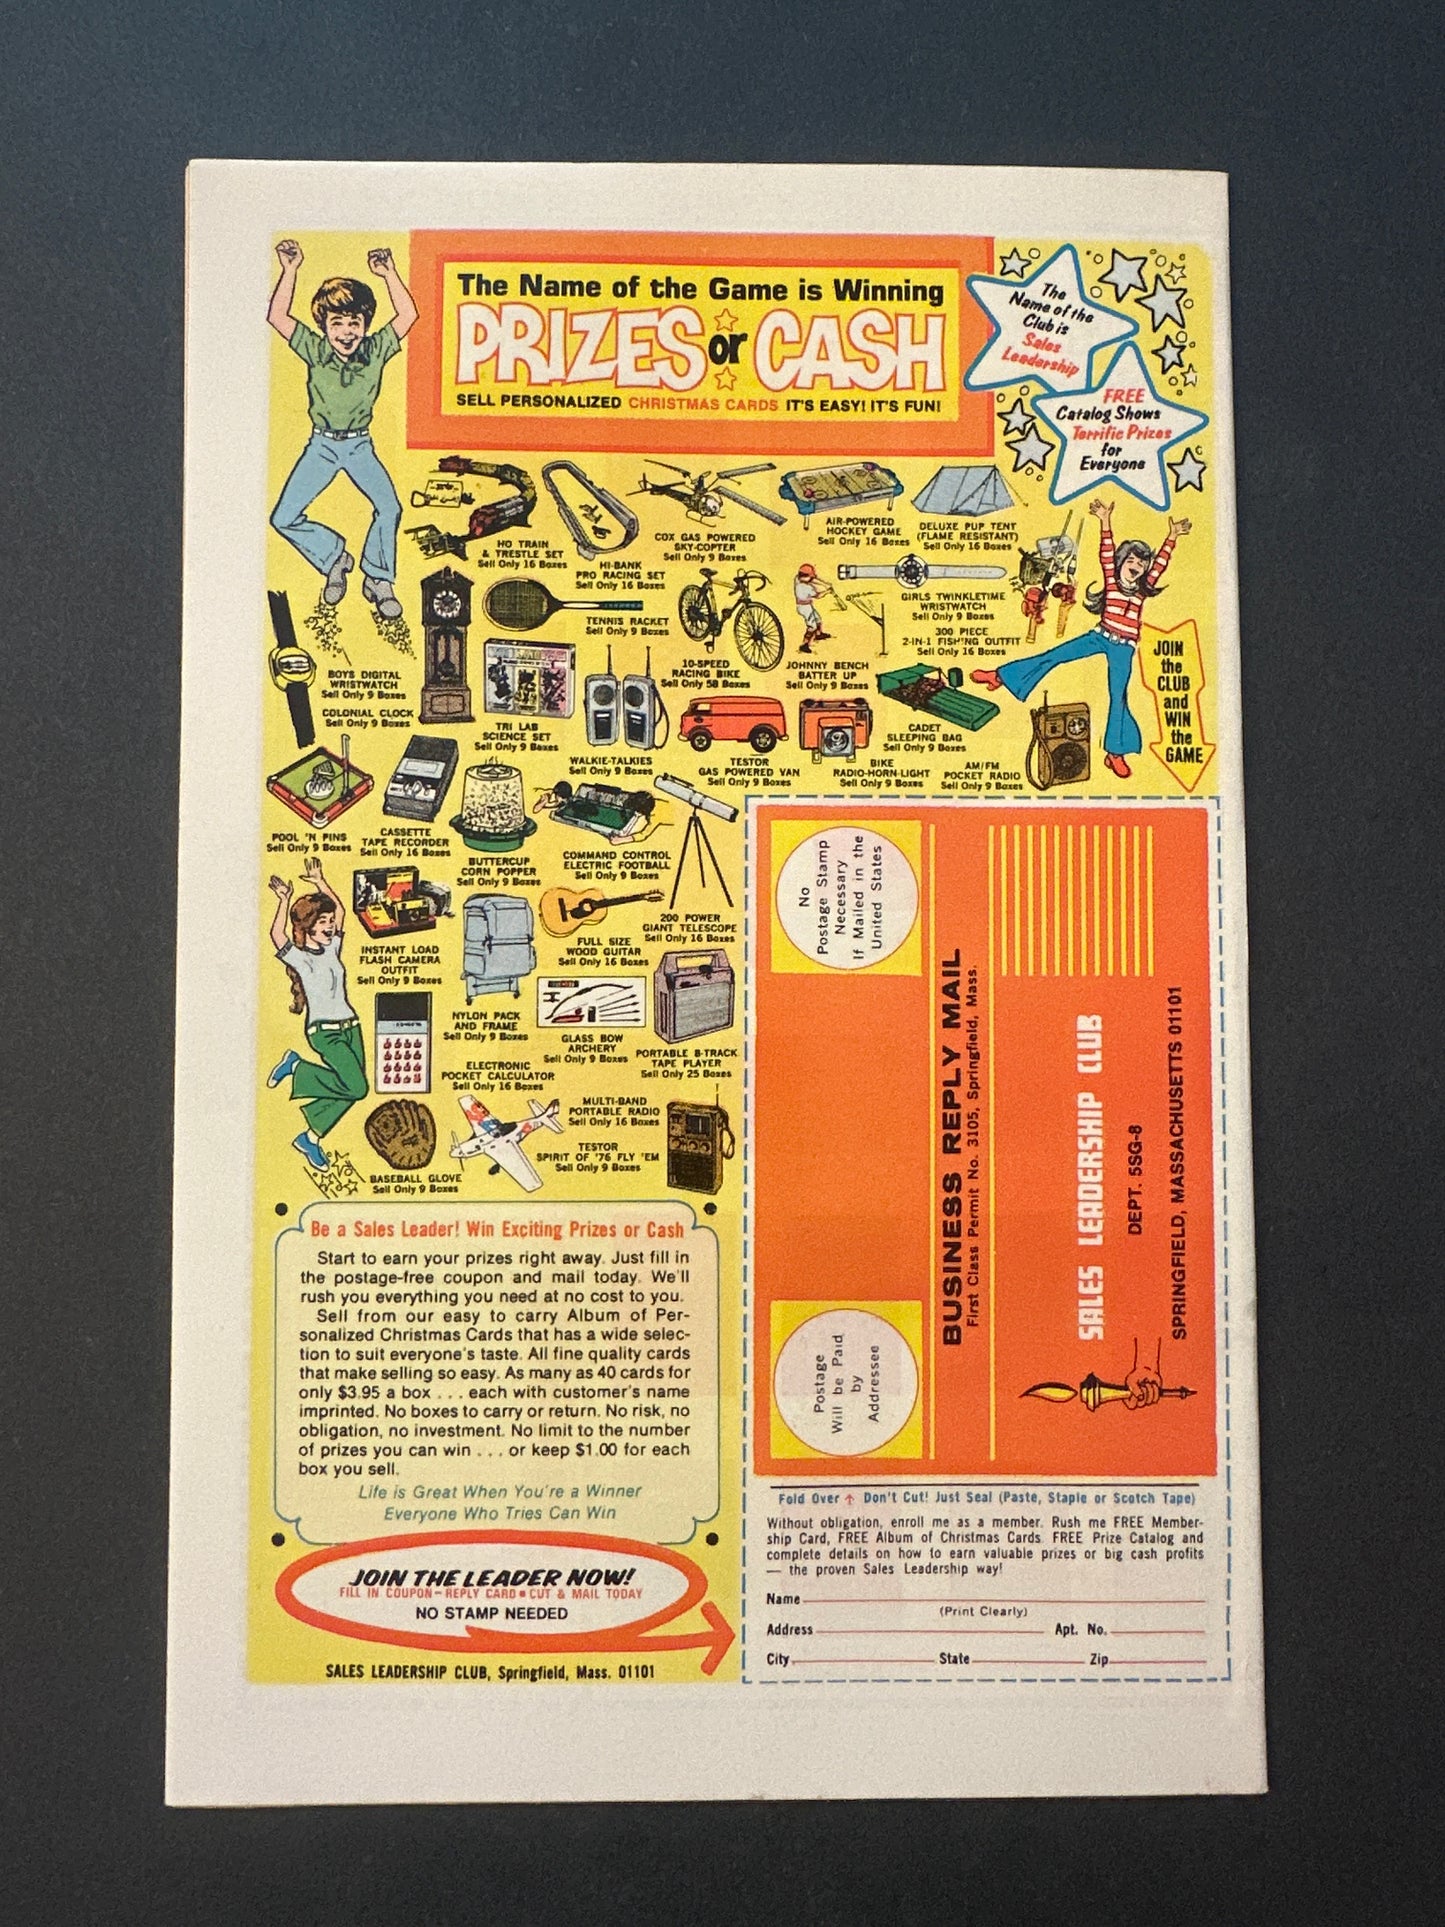 The Name of the Game is Winning
PRIZES or CASH
SELL PERSONALIZED CHRISTMAS CARDS IT'S EASY! IT'S FUN!
The
Name of the
Club is
Sales
Leadership
FREE
Catalog Shows
Terrific Prizes
for
Everyone
HO TRAIN
& TRESTLE SET
Sell Only 16 Boxes
HI-BANK
PRO RACING SET
Sell Only 16 Boxes
COX GAS POWERED
SKY-COPTER
Sell Only 9 Boxes
AIR-POWERED
HOCKEY GAME
Sell Only 16 Boxes
DELUXE PUP TENT
(FLAME RESISTANT)
Sell Only 16 Boxes
TENNIS RACKET
Sell Only 9 Boxes
GIRLS TWINKLETIME
WRISTWATCH
Sell Only 9 Boxes
300 PIECE
2-IN-1 FISHING OUTFIT
Sell Only 16 Boxes
BOYS DIGITAL
WRISTWATCH
Sell Only 9 Boxes
COLONIAL CLOCK
Sell Only 9 Boxes
10-SPEED
RACING BIKE
Sell Only 58 Boxes
JOHNNY BENCH
BATTER UP
Sell Only 9 Boxes
JOIN
the
CLUB
and
WIN
the
GAME
TRI LAB
SCIENCE SET
Sell Only 9 Boxes
WALKIE-TALKIES
Sell Only 9 Boxes
TESTOR
GAS POWERED VAN
Sell Only 9 Boxes
BIKE
RADIO-HORN-LIGHT
Sell Only 9 Boxes
CADET
SLEEPING BAG
Sell Only 9 Boxes
AM/FM
POCKET RADIO
Sell Only 9 Boxes
POOL 'N PINS
Sell Only 9 Boxes
CASSETTE
TAPE RECORDER
Sell Only 16 Boxes
BUTTERCUP
CORN POPPER
Sell Only 9 Boxes
COMMAND CONTROL
ELECTRIC FOOTBALL
Sell Only 9 Boxes
200 POWER
GIANT TELESCOPE
Sell Only 16 Boxes
INSTANT LOAD
FLASH CAMERA
OUTFIT
Sell Only 9 Boxes
FULL SIZE
WOOD GUITAR
Sell Only 16 Boxes
NYLON PACK
AND FRAME
Sell Only 9 Boxes
GLASS BOW
ARCHERY
Sell Only 9 Boxes
PORTABLE 8-TRACK
TAPE PLAYER
Sell Only 25 Boxes
ELECTRONIC
POCKET CALCULATOR
Sell Only 16 Boxes
MULTI-BAND
PORTABLE RADIO
Sell Only 16 Boxes
TESTOR
SPIRIT OF '76 FLY 'EM
Sell Only 9 Boxes
BASEBALL GLOVE
Sell Only 9 Boxes
Be a Sales Leader! Win Exciting Prizes or Cash
Start to earn your prizes right away. Just fill in
the postage-free coupon and mail today. We'll
rush you everything you need at no cost to you.
Sell from our easy to carry Album of Per-
sonalized Christmas Cards that has a wide selec-
tion to suit everyone's taste. All fine quality cards
that make selling so easy. As many as 40 cards for
only $3.95 a box . . . each with customer's name
imprinted. No boxes to carry or return. No risk, no
obligation, no investment. No limit to the number
of prizes you can win . . . or keep $1.00 for each
box you sell.
Life is Great When You're a Winner
Everyone Who Tries Can Win
JOIN THE LEADER NOW!
FILL IN COUPON - REPLY CARD • CUT & MAIL TODAY
NO STAMP NEEDED
SALES LEADERSHIP CLUB, Springfield, Mass. 01101
No
Postage Stamp
Necessary
If Mailed in the
United States
Postage
Will be Paid
by
Addressee
BUSINESS REPLY MAIL
First Class Permit No. 3105, Springfield, Mass.
SALES LEADERSHIP CLUB
DEPT. 5SG-8
SPRINGFIELD, MASSACHUSETTS 01101
Fold Over ↑ Don't Cut! Just Seal (Paste, Staple or Scotch Tape)
Without obligation, enroll me as a member. Rush me FREE Member-
ship Card, FREE Album of Christmas Cards. FREE Prize Catalog and
complete details on how to earn valuable prizes or big cash profits
— the proven Sales Leadership way!
Name
(Print Clearly)
Address Apt. No.
City State Zip